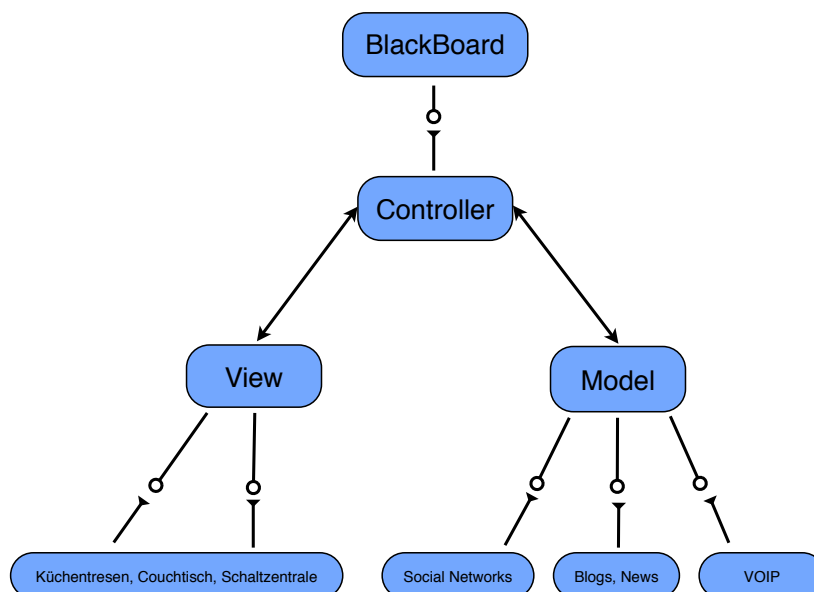 BlackBoard
Controller
View
Model
Küchentresen, Couchtisch, Schaltzentrale
Social Networks
Blogs, News
VOIP